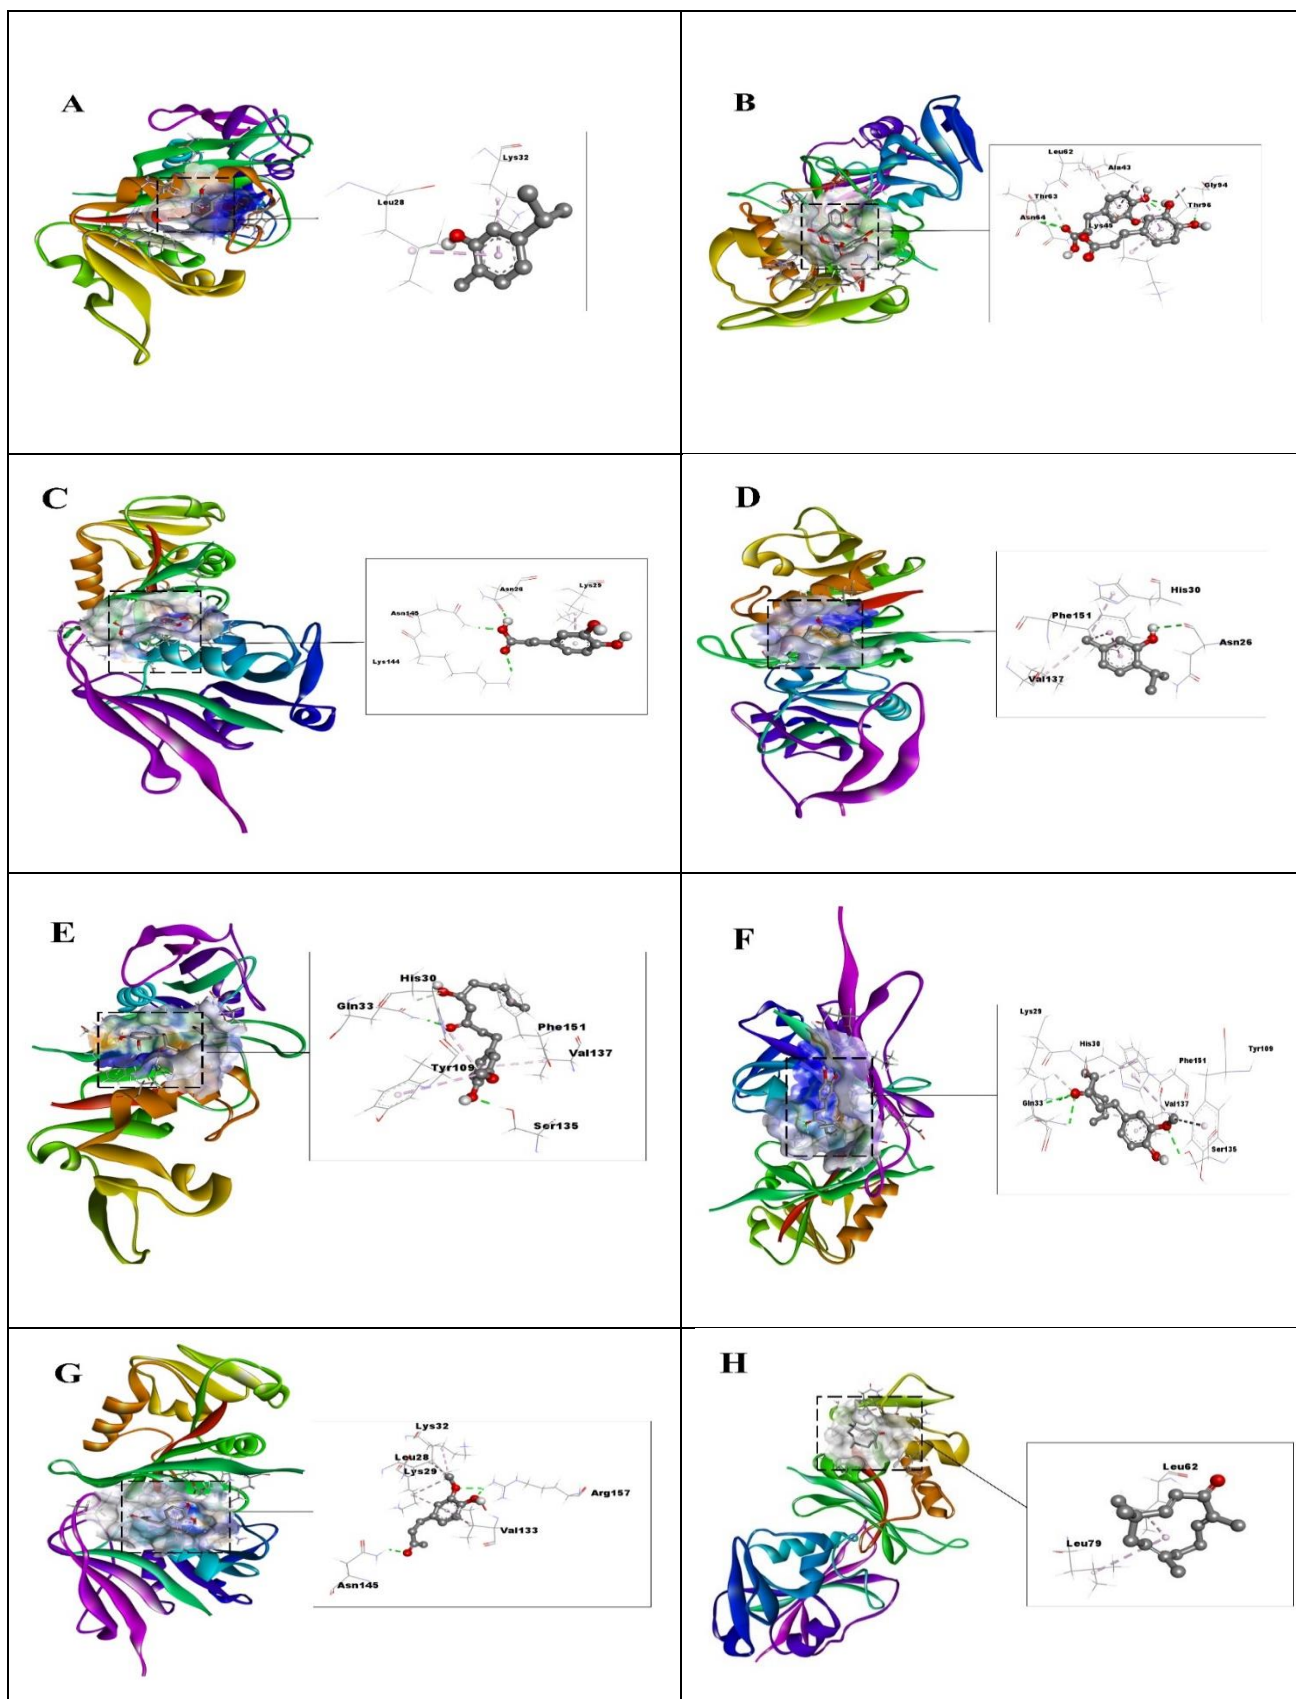 A
Lys32
Leu28
B
Leu62
Ala43
Gly94
Thr63
Thr96
Asn64
C
Asn26
Lys29
Asn145
Lys144
D
His30
Phe151
Asn26
Val137
E
His30
Gln33
Phe151
Val137
Tyr109
Ser135
F
Lys29
His30
Tyr109
Phe151
Gln33
Val137
Ser135
G
Lys32
Leu28
Lys29
Arg157
Val133
Asn145
H
Leu62
Leu79